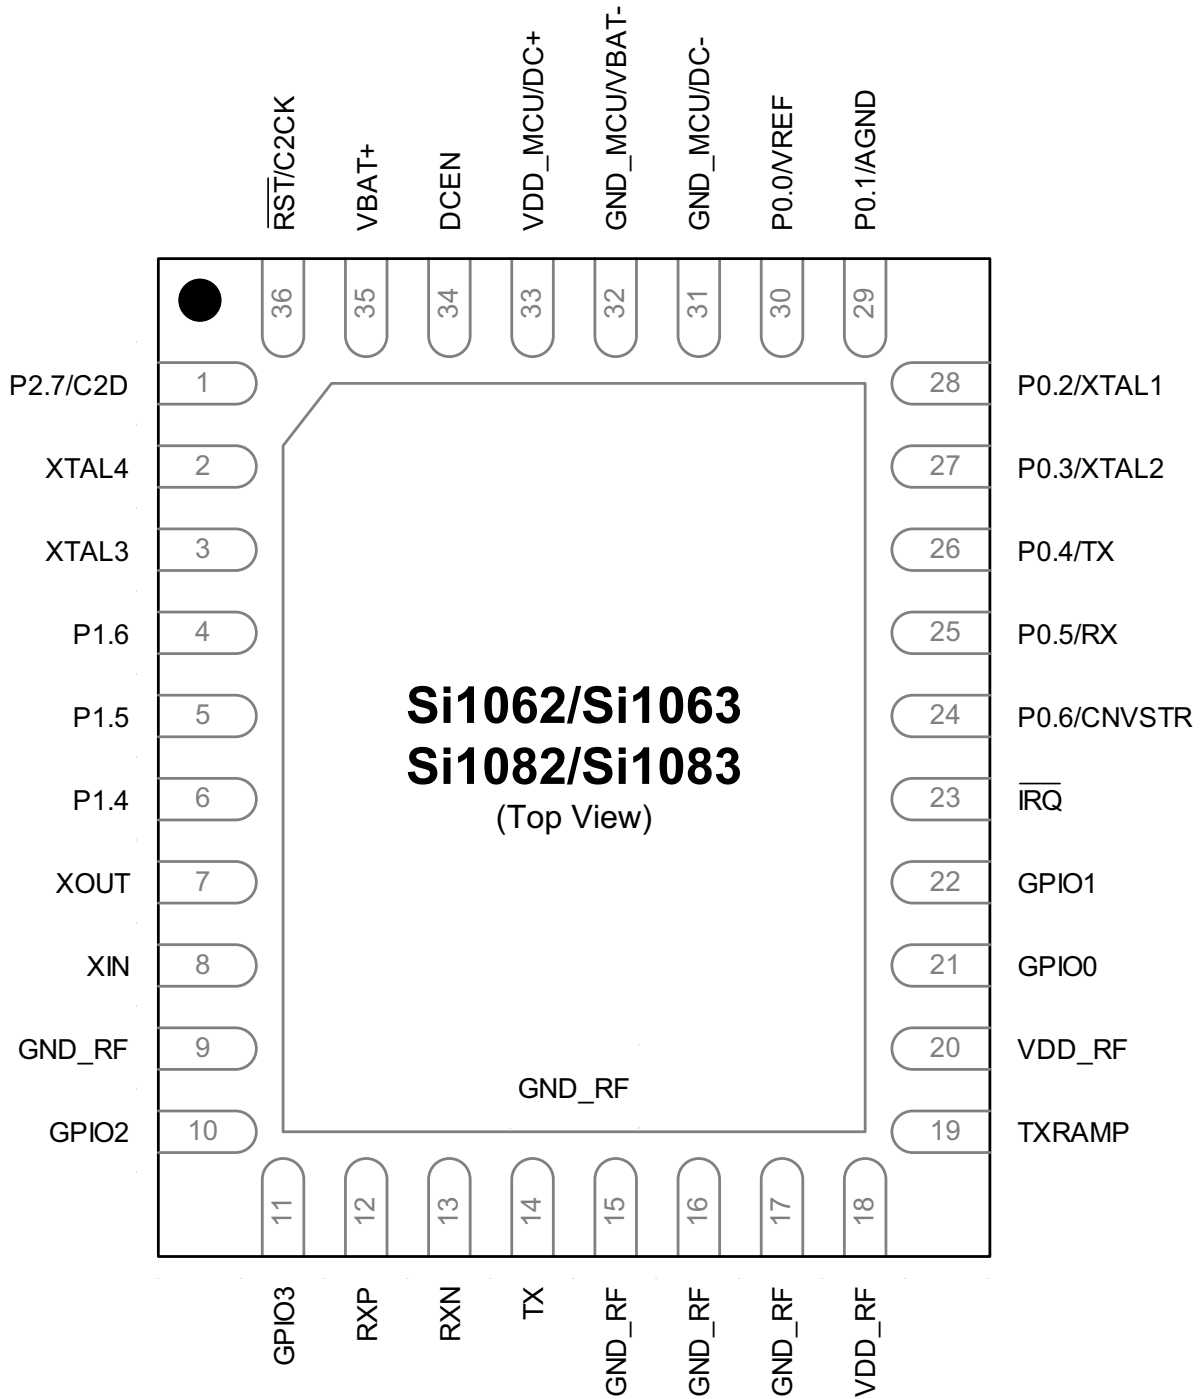 RST/C2CK
VBAT+
DCEN
VDD_MCU/DC+
GND_MCU/VBAT-
GND_MCU/DC-
P0.0/VREF
P0.1/AGND
36
35
34
33
32
31
30
29
P2.7/C2D
1
28
P0.2/XTAL1
XTAL4
2
27
P0.3/XTAL2
XTAL3
3
26
P0.4/TX
P1.6
4
25
P0.5/RX
P1.5
5
24
P0.6/CNVSTR
P1.4
6
23
IRQ
XOUT
7
22
GPIO1
XIN
8
21
GPIO0
GND_RF
9
20
VDD_RF
GPIO2
10
19
TXRAMP
Si1062/Si1063
Si1082/Si1083
(Top View)
GND_RF
11
12
13
14
15
16
17
18
GPIO3
RXP
RXN
TX
GND_RF
GND_RF
GND_RF
VDD_RF